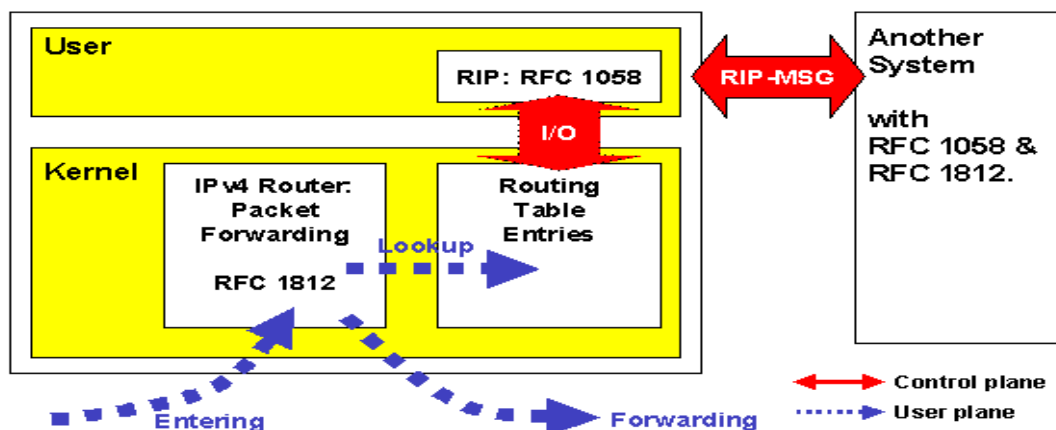 User
RIP: RFC 1058
I/O
Kernel
IPv4 Router:
Packet
Forwarding
RFC 1812
Lookup
Routing
Table
Entries
Entering
Forwarding
RIP-MSG
Another
System
with
RFC 1058 &
RFC 1812.
Control plane
User plane